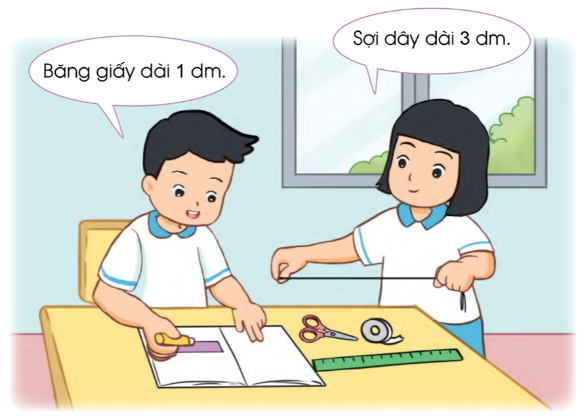 Băng giấy dài 1 dm.
Sợi dây dài 3 dm.